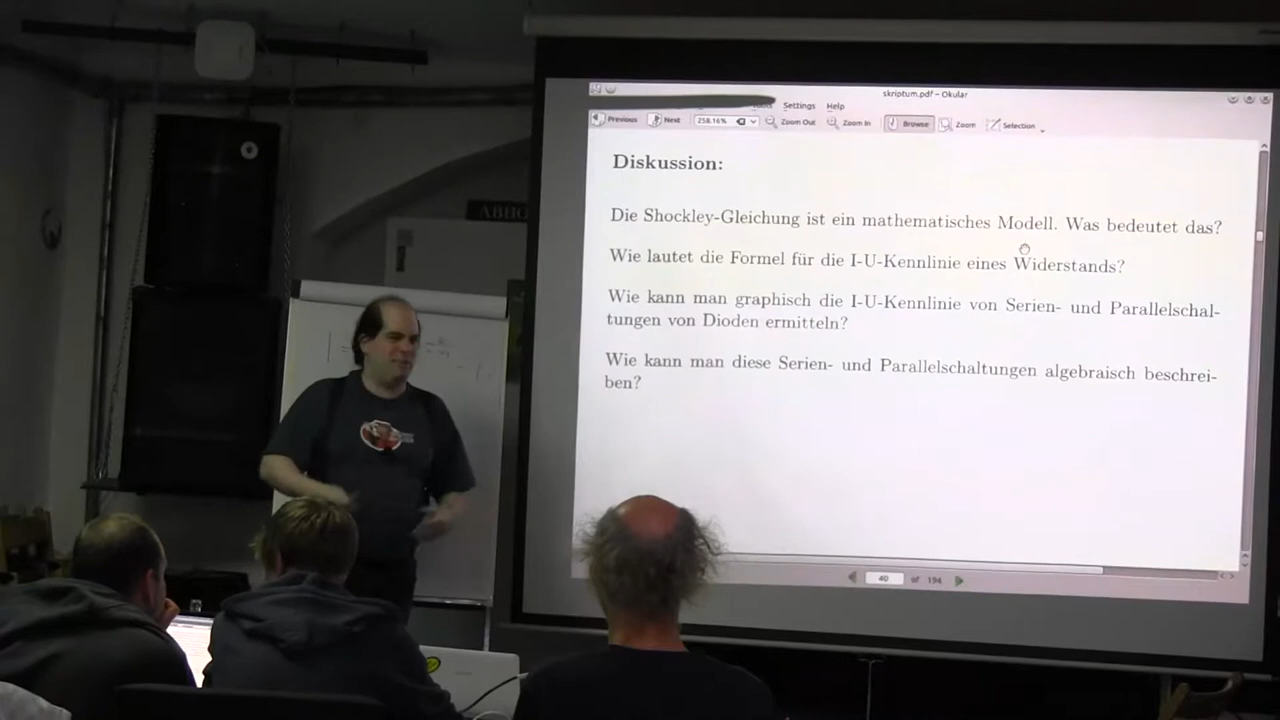 skriptum.pdf – Okular
Settings Help
Previous Next 258.16% Zoom Out Zoom In Browse Zoom Selection
Diskussion:
Die Shockley-Gleichung ist ein mathematisches Modell. Was bedeutet das?
Wie lautet die Formel für die I-U-Kennlinie eines Widerstands?
Wie kann man graphisch die I-U-Kennlinie von Serien- und Parallelschal-
tungen von Dioden ermitteln?
Wie kann man diese Serien- und Parallelschaltungen algebraisch beschrei-
ben?
40 of 194